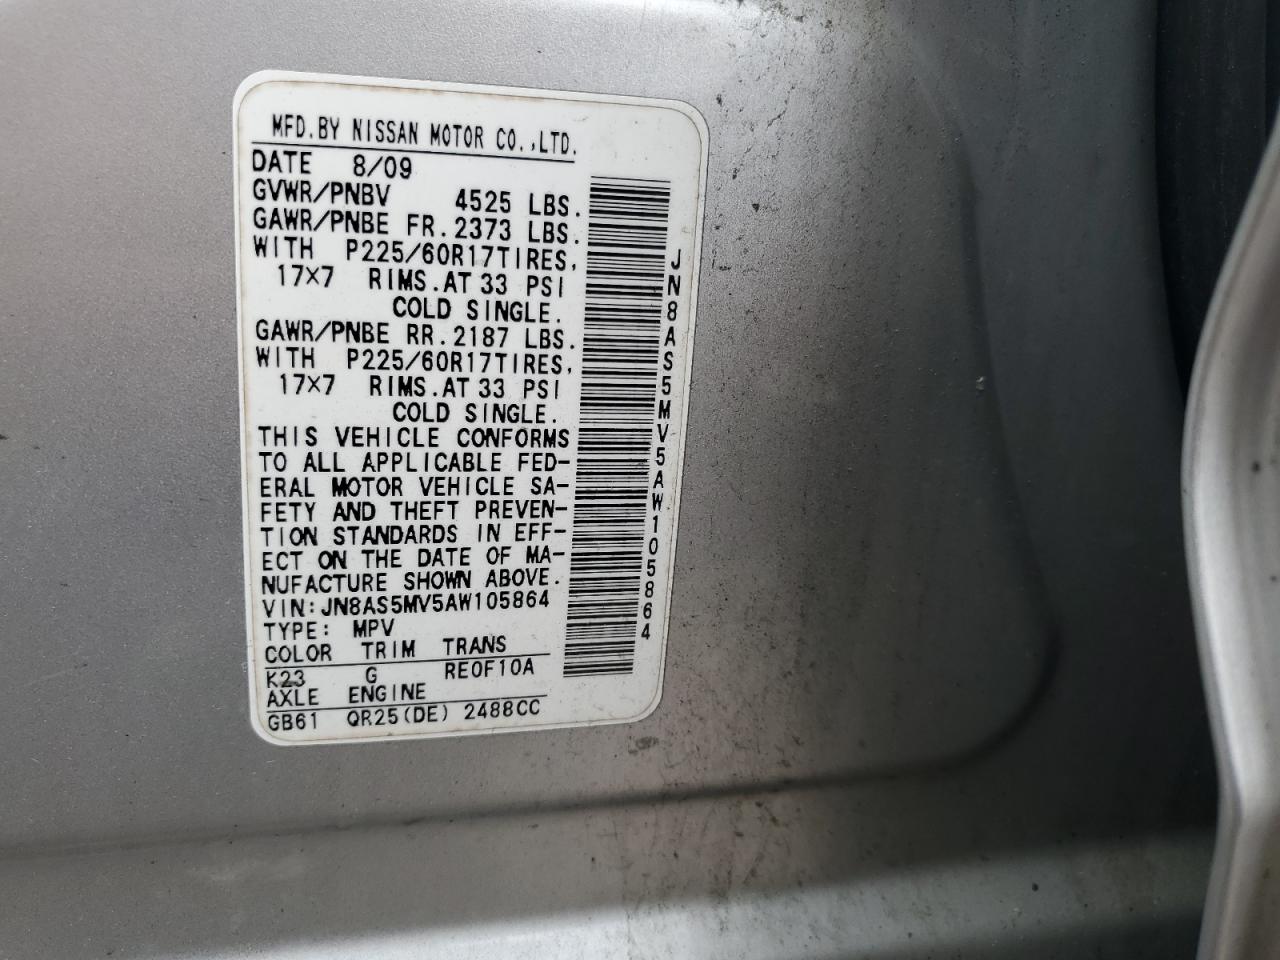 MFD.BY NISSAN MOTOR CO.,LTD.
DATE 8/09
GVWR/PNBV 4525 LBS.
GAWR/PNBE FR.2373 LBS.
WITH P225/60R17TIRES,
17×7 RIMS.AT 33 PSI
COLD SINGLE.
GAWR/PNBE RR.2187 LBS.
WITH P225/60R17TIRES,
17×7 RIMS.AT 33 PSI
COLD SINGLE.
THIS VEHICLE CONFORMS
TO ALL APPLICABLE FED-
ERAL MOTOR VEHICLE SA-
FETY AND THEFT PREVEN-
TION STANDARDS IN EFF-
ECT ON THE DATE OF MA-
NUFACTURE SHOWN ABOVE.
VIN:JN8AS5MV5AW105864
TYPE: MPV
COLOR TRIM TRANS
K23 G RE0F10A
AXLE ENGINE
GB61 QR25(DE) 2488CC
JN8AS5MV5AW105864